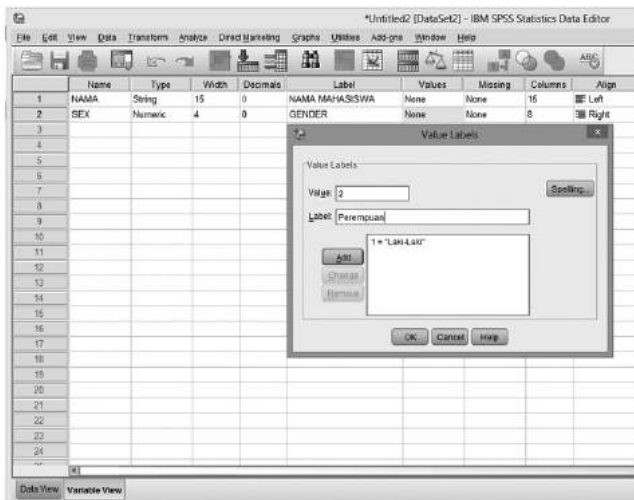 *Untitled2 [DataSet2] - IBM SPSS Statistics Data Editor
File Edit View Data Transform Analyze Direct Marketing Graphs Utilities Add-ons Window Help
Name Type Width Decimals Label Values Missing Columns Align
1 NAMA String 15 0 NAMA MAHASISWA None None 15 Left
2 SEX Numeric 4 0 GENDER None None 8 Right
3
4
5
6
7
8
9
10
11
12
13
14
15
16
17
18
19
20
21
22
23
24
Value Labels
Value Labels
Value: 2
Spelling...
Label: Perempuan
1 = "Laki-Laki"
Add
Change
Remove
OK Cancel Help
Data View Variable View